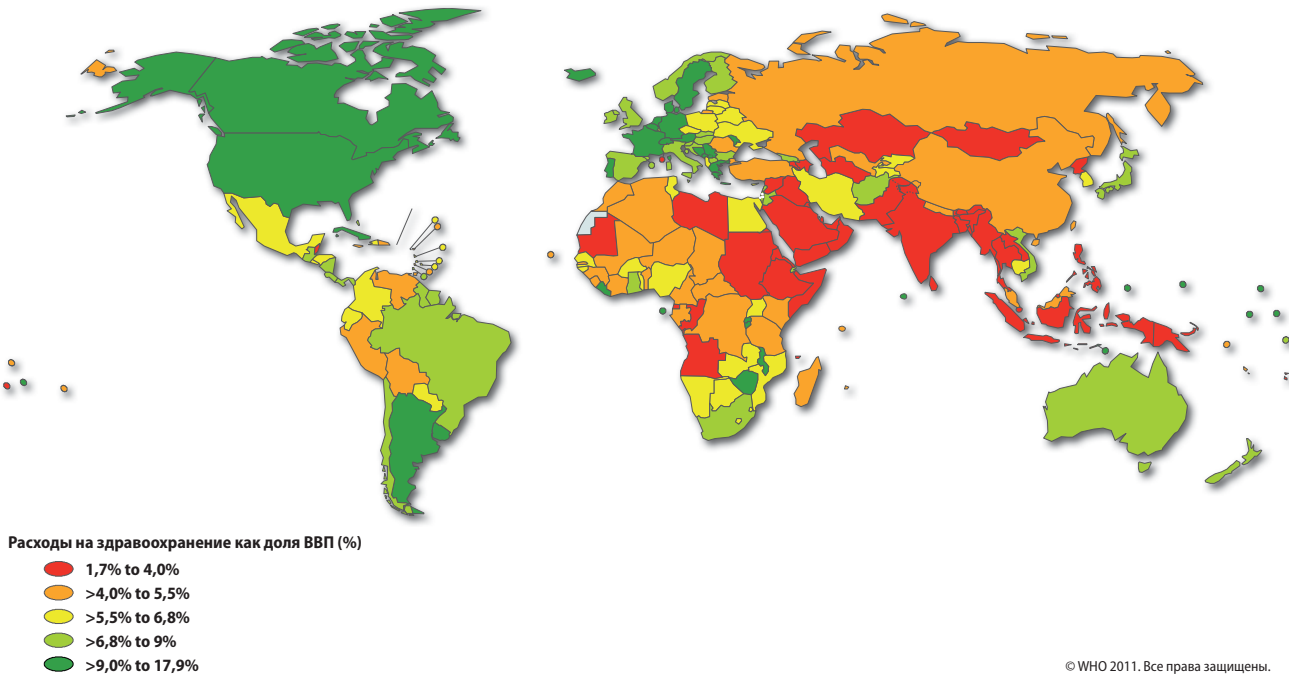 Расходы на здравоохранение как доля ВВП (%)
1,7% to 4,0%
>4,0% to 5,5%
>5,5% to 6,8%
>6,8% to 9%
>9,0% to 17,9%
© WHO 2011. Все права защищены.